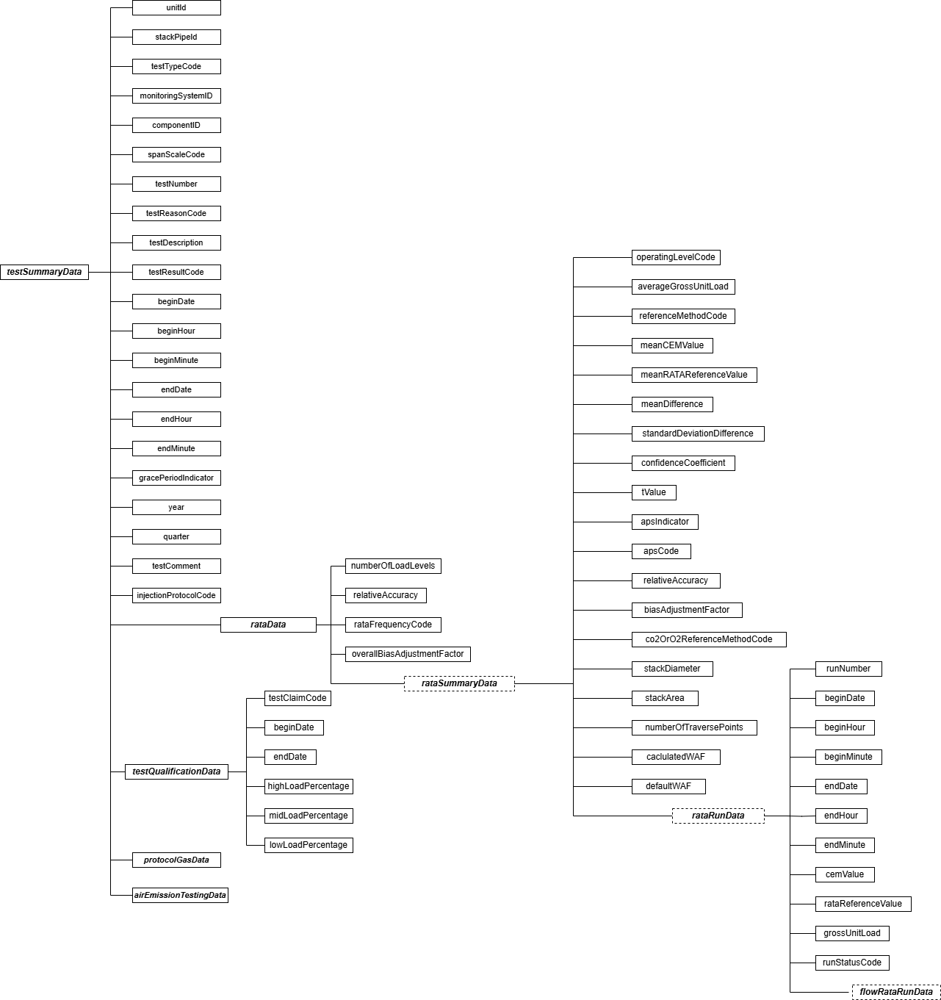 testSummaryData
unitId
stackPipeId
testTypeCode
monitoringSystemID
componentID
spanScaleCode
testNumber
testReasonCode
testDescription
testResultCode
beginDate
beginHour
beginMinute
endDate
endHour
endMinute
gracePeriodIndicator
year
quarter
testComment
injectionProtocolCode
rataData
numberOfLoadLevels
relativeAccuracy
rataFrequencyCode
overallBiasAdjustmentFactor
rataSummaryData
operatingLevelCode
averageGrossUnitLoad
referenceMethodCode
meanCEMValue
meanRATAReferenceValue
meanDifference
standardDeviationDifference
confidenceCoefficient
tValue
apsIndicator
apsCode
relativeAccuracy
biasAdjustmentFactor
co2OrO2ReferenceMethodCode
stackDiameter
stackArea
numberOfTraversePoints
caclulatedWAF
defaultWAF
rataRunData
runNumber
beginDate
beginHour
beginMinute
endDate
endHour
endMinute
cemValue
rataReferenceValue
grossUnitLoad
runStatusCode
flowRataRunData
testQualificationData
testClaimCode
beginDate
endDate
highLoadPercentage
midLoadPercentage
lowLoadPercentage
protocolGasData
airEmissionTestingData